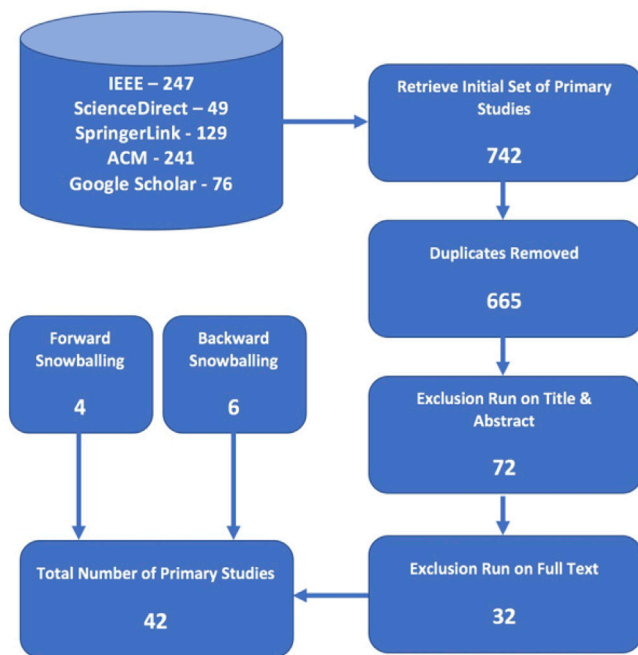 IEEE – 247
ScienceDirect – 49
SpringerLink - 129
ACM - 241
Google Scholar - 76
Retrieve Initial Set of Primary
Studies
742
Duplicates Removed
665
Exclusion Run on Title &
Abstract
72
Exclusion Run on Full Text
32
Forward
Snowballing
4
Backward
Snowballing
6
Total Number of Primary Studies
42